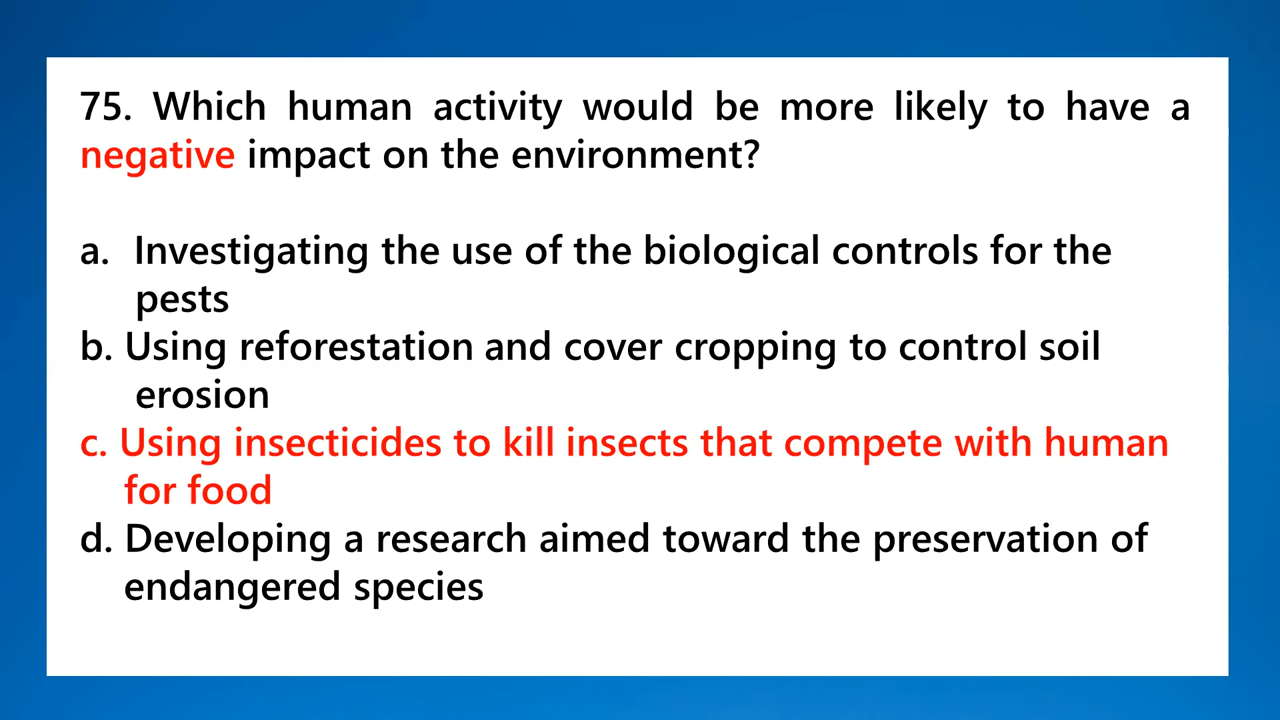 75. Which human activity would be more likely to have a
negative impact on the environment?
a. Investigating the use of the biological controls for the
pests
b. Using reforestation and cover cropping to control soil
erosion
c. Using insecticides to kill insects that compete with human
for food
d. Developing a research aimed toward the preservation of
endangered species